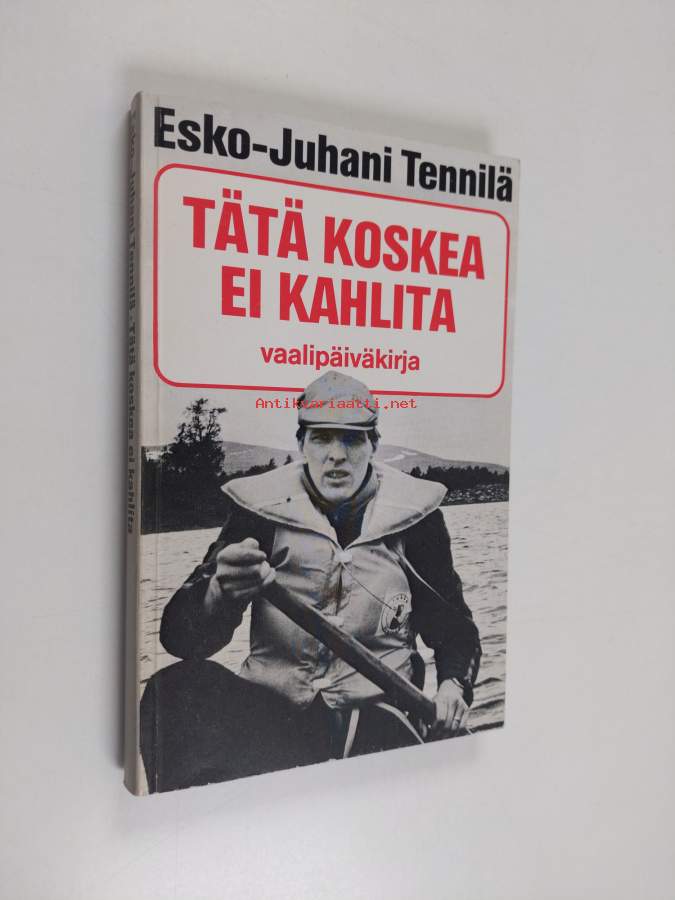 Esko-Juhani Tennilä
TÄTÄ KOSKEA
EI KAHLITA
vaalipäiväkirja
Antikvariaatti.net
Esko-Juhani Tennilä - Tätä koskea ei kahlita